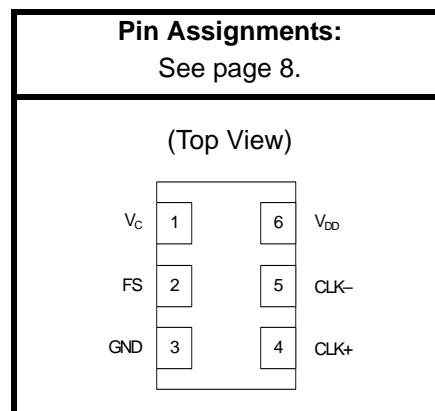 Pin Assignments:
See page 8.
(Top View)
VC 1 6 VDD
FS 2 5 CLK–
GND 3 4 CLK+